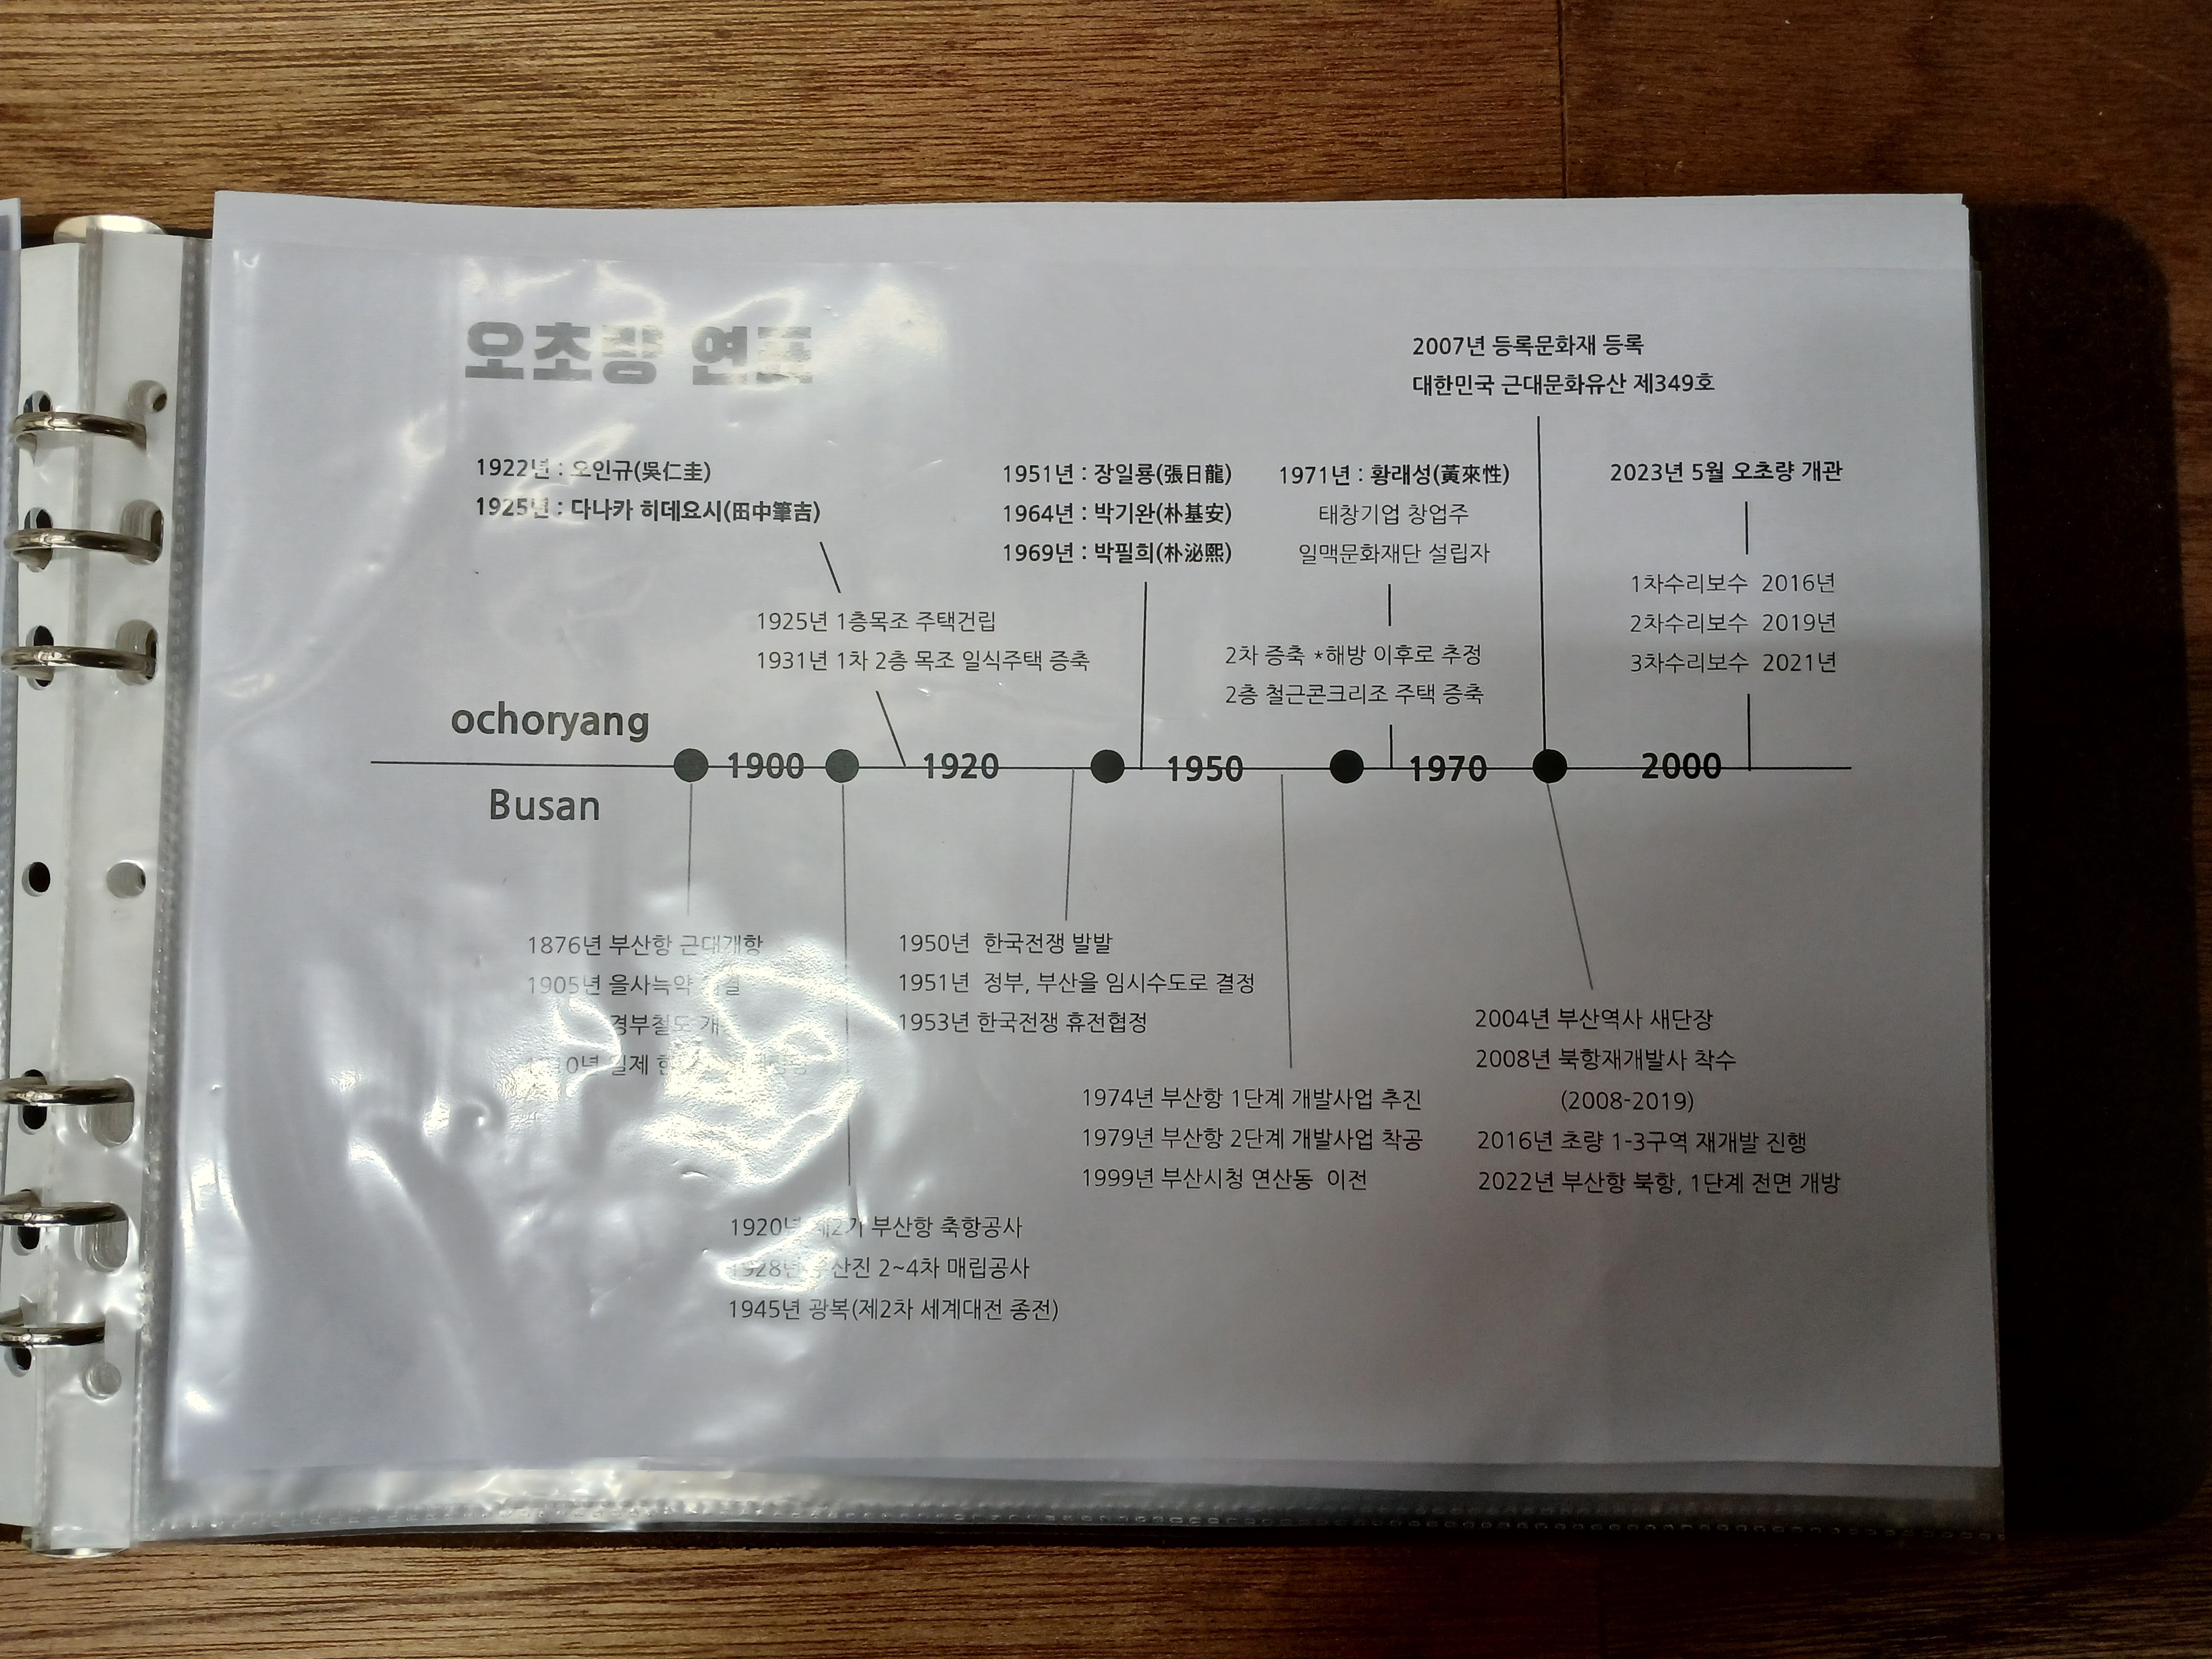 오초량 연표
2007년 등록문화재 등록
대한민국 근대문화유산 제349호
1922년 : 오인규(吳仁圭)
1925년 : 다나카 히데요시(田中筆吉)
1951년 : 장일룡(張日龍)
1964년 : 박기완(朴基安)
1969년 : 박필희(朴泌熙)
1971년 : 황래성(黃來性)
태창기업 창업주
일맥문화재단 설립자
2023년 5월 오초량 개관
1925년 1층목조 주택건립
1931년 1차 2층 목조 일식주택 증축
2차 증축 *해방 이후로 추정
2층 철근콘크리조 주택 증축
1차수리보수 2016년
2차수리보수 2019년
3차수리보수 2021년
ochoryang
1900 1920 1950 1970 2000
Busan
1876년 부산항 근대개항
1905년 을사늑약
경부철도
일제
1950년 한국전쟁 발발
1951년 정부, 부산을 임시수도로 결정
1953년 한국전쟁 휴전협정
1974년 부산항 1단계 개발사업 추진
1979년 부산항 2단계 개발사업 착공
1999년 부산시청 연산동 이전
2004년 부산역사 새단장
2008년 북항재개발사 착수
(2008-2019)
2016년 초량 1-3구역 재개발 진행
2022년 부산항 북항, 1단계 전면 개방
1920년 제2기 부산항 축항공사
1928년 부산진 2~4차 매립공사
1945년 광복(제2차 세계대전 종전)